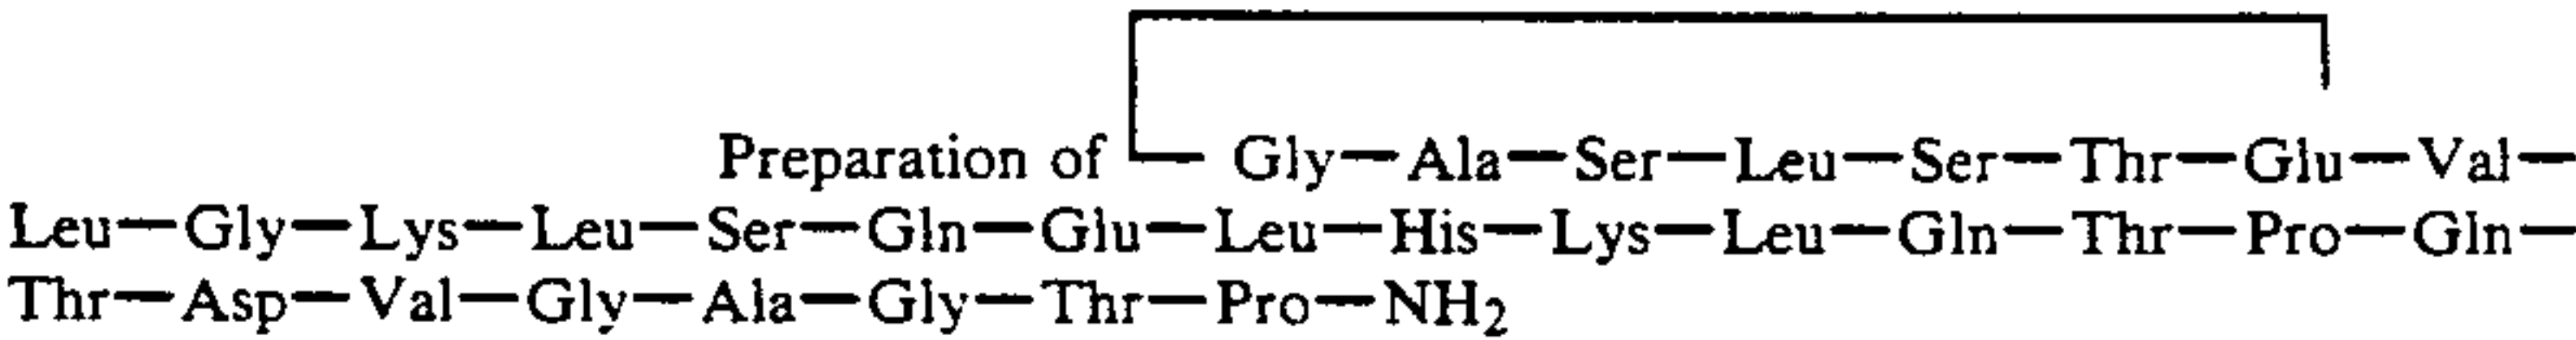 Preparation of Gly—Ala—Ser—Leu—Ser—Thr—Glu—Val—
Leu—Gly—Lys—Leu—Ser—Gln—Glu—Leu—His—Lys—Leu—Gln—Thr—Pro—Gln—
Thr—Asp—Val—Gly—Ala—Gly—Thr—Pro—NH2